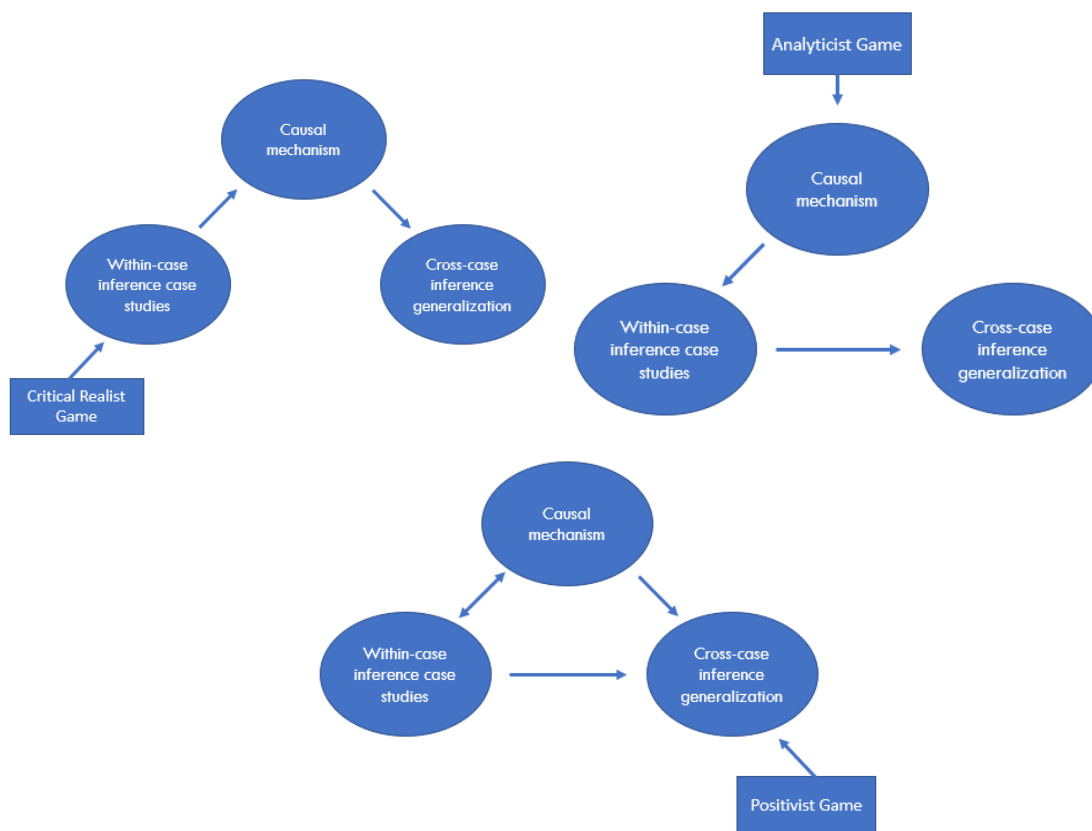 Analyticist Game
Causal
mechanism
Causal
mechanism
Within-case
inference case
studies
Cross-case
inference
generalization
Within-case
inference case
studies
Cross-case
inference
generalization
Critical Realist
Game
Causal
mechanism
Within-case
inference case
studies
Cross-case
inference
generalization
Positivist Game